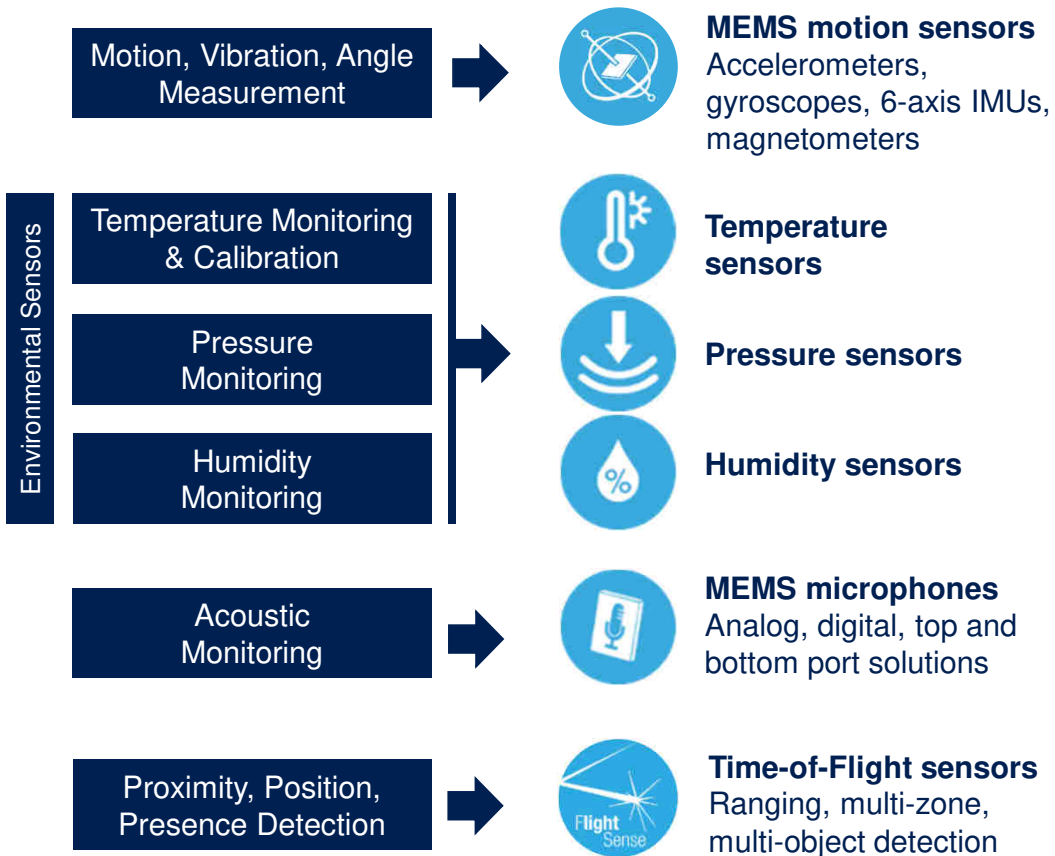 Motion, Vibration, Angle
Measurement
MEMS motion sensors
Accelerometers,
gyroscopes, 6-axis IMUs,
magnetometers
Environmental Sensors
Temperature Monitoring
& Calibration
Temperature
sensors
Pressure
Monitoring
Pressure sensors
Humidity
Monitoring
%
Humidity sensors
Acoustic
Monitoring
MEMS microphones
Analog, digital, top and
bottom port solutions
Proximity, Position,
Presence Detection
Flight
Sense
Time-of-Flight sensors
Ranging, multi-zone,
multi-object detection